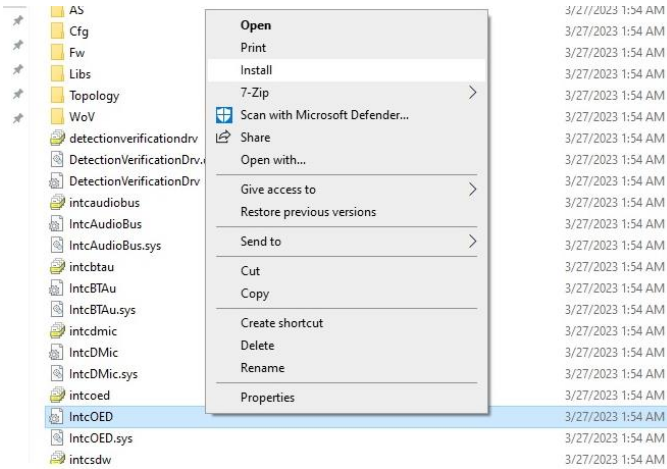 AS 3/27/2023 1:54 AM
Cfg Open 3/27/2023 1:54 AM
Fw Print 3/27/2023 1:54 AM
Libs Install 3/27/2023 1:54 AM
Topology 7-Zip 3/27/2023 1:54 AM
WoV Scan with Microsoft Defender... 3/27/2023 1:54 AM
detectionverificationdrv Share 3/27/2023 1:54 AM
DetectionVerificationDrv. Open with... 3/27/2023 1:54 AM
DetectionVerificationDrv Give access to 3/27/2023 1:54 AM
intcaudiobus Restore previous versions 3/27/2023 1:54 AM
IntcAudioBus 3/27/2023 1:54 AM
IntcAudioBus.sys Send to 3/27/2023 1:54 AM
intcbtau Cut 3/27/2023 1:54 AM
IntcBTAu Copy 3/27/2023 1:54 AM
IntcBTAu.sys 3/27/2023 1:54 AM
intcdmic Create shortcut 3/27/2023 1:54 AM
IntcDMic Delete 3/27/2023 1:54 AM
IntcDMic.sys Rename 3/27/2023 1:54 AM
intcoed Properties 3/27/2023 1:54 AM
IntcOED 3/27/2023 1:54 AM
IntcOED.sys 3/27/2023 1:54 AM
intcsdw 3/27/2023 1:54 AM